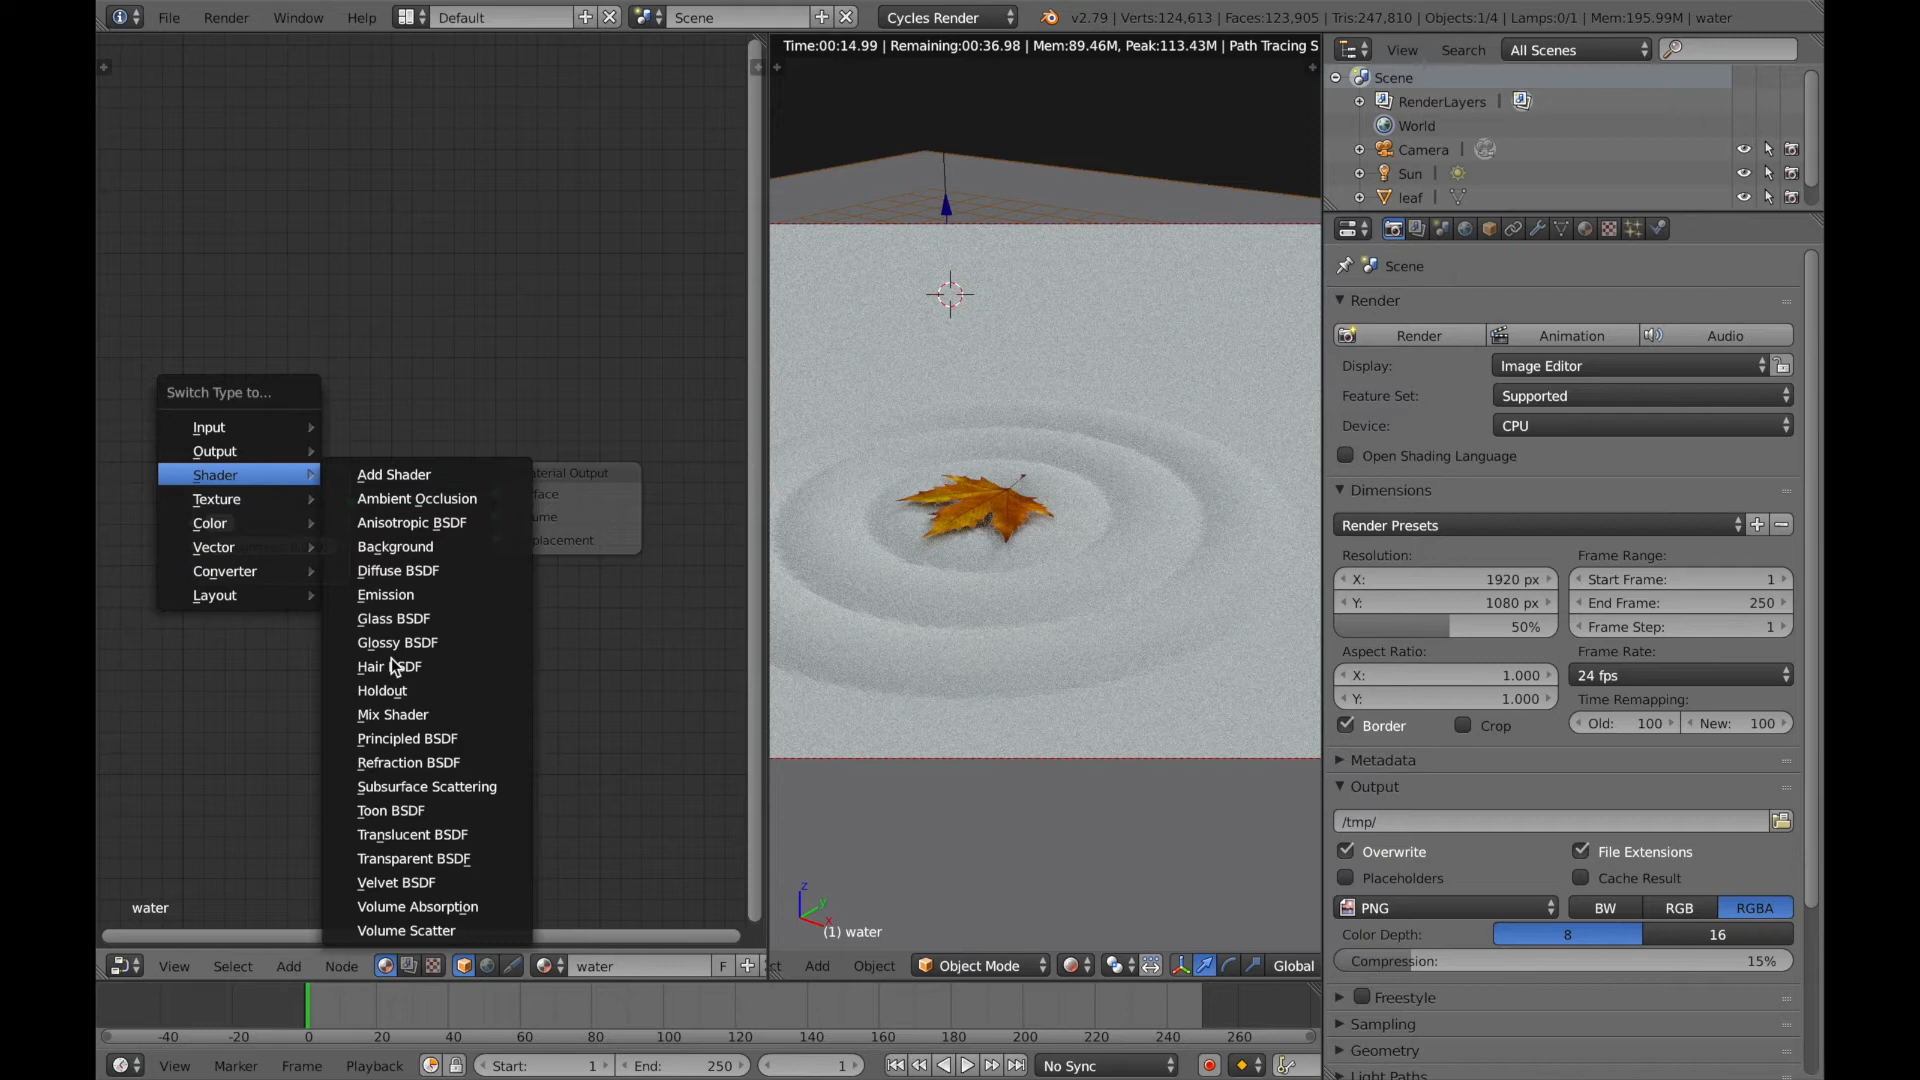 File Render Window Help Default Scene Cycles Render v2.79 | Verts:124,613 | Faces:123,905 | Tris:247,810 | Objects:1/4 | Lamps:0/1 | Mem:195.99M | water
Time:00:14.99 | Remaining:00:36.98 | Mem:89.46M, Peak:113.43M | Path Tracing S
View Search All Scenes
Scene
RenderLayers
World
Camera
Sun
leaf
Switch Type to...
Input
Output
Shader
Texture
Color
Vector
Converter
Layout
Add Shader
Ambient Occlusion
Anisotropic BSDF
Background
Diffuse BSDF
Emission
Glass BSDF
Glossy BSDF
Hair BSDF
Holdout
Mix Shader
Principled BSDF
Refraction BSDF
Subsurface Scattering
Toon BSDF
Translucent BSDF
Transparent BSDF
Velvet BSDF
Volume Absorption
Volume Scatter
aterial Output
face
ume
placement
water
z
y
x
(1) water
Scene
Render
Render Animation Audio
Display: Image Editor
Feature Set: Supported
Device: CPU
Open Shading Language
Dimensions
Render Presets
Resolution: Frame Range:
X: 1920 px Start Frame: 1
Y: 1080 px End Frame: 250
50% Frame Step: 1
Aspect Ratio: Frame Rate:
X: 1.000 24 fps
Y: 1.000 Time Remapping:
Border Crop Old: 100 New: 100
Metadata
Output
/tmp/
Overwrite File Extensions
Placeholders Cache Result
PNG BW RGB RGBA
Color Depth: 8 16
Compression: 15%
Freestyle
Sampling
Geometry
Light Paths
View Select Add Node water F ct Add Object Object Mode Global
-40 -20 0 20 40 60 80 100 120 140 160 180 200 220 240 260
View Marker Frame Playback Start: 1 End: 250 1 No Sync